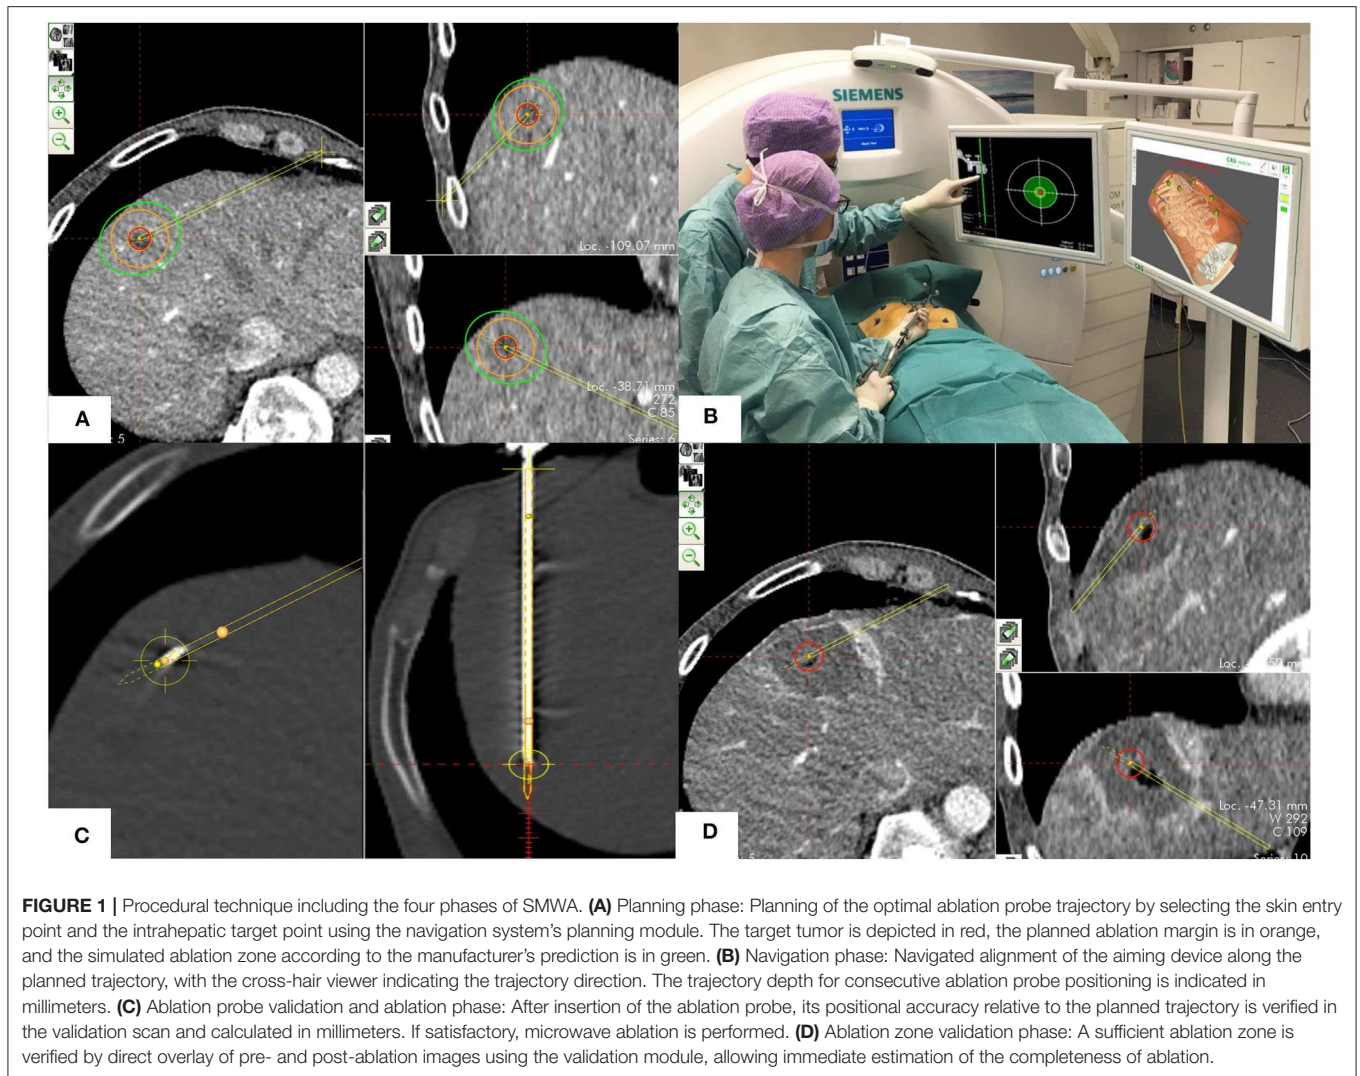 Loc. -109.07 mm
Loc. -38.71 mm
272
C 85
Series: 6
: 5
A
SIEMENS
CAS
CAS
B
C
Loc.
52 mm
Loc. -47.31 mm
W 292
C 109
Series: 10
5
D
FIGURE 1 | Procedural technique including the four phases of SMWA. (A) Planning phase: Planning of the optimal ablation probe trajectory by selecting the skin entry
point and the intrahepatic target point using the navigation system's planning module. The target tumor is depicted in red, the planned ablation margin is in orange,
and the simulated ablation zone according to the manufacturer's prediction is in green. (B) Navigation phase: Navigated alignment of the aiming device along the
planned trajectory, with the cross-hair viewer indicating the trajectory direction. The trajectory depth for consecutive ablation probe positioning is indicated in
millimeters. (C) Ablation probe validation and ablation phase: After insertion of the ablation probe, its positional accuracy relative to the planned trajectory is verified in
the validation scan and calculated in millimeters. If satisfactory, microwave ablation is performed. (D) Ablation zone validation phase: A sufficient ablation zone is
verified by direct overlay of pre- and post-ablation images using the validation module, allowing immediate estimation of the completeness of ablation.